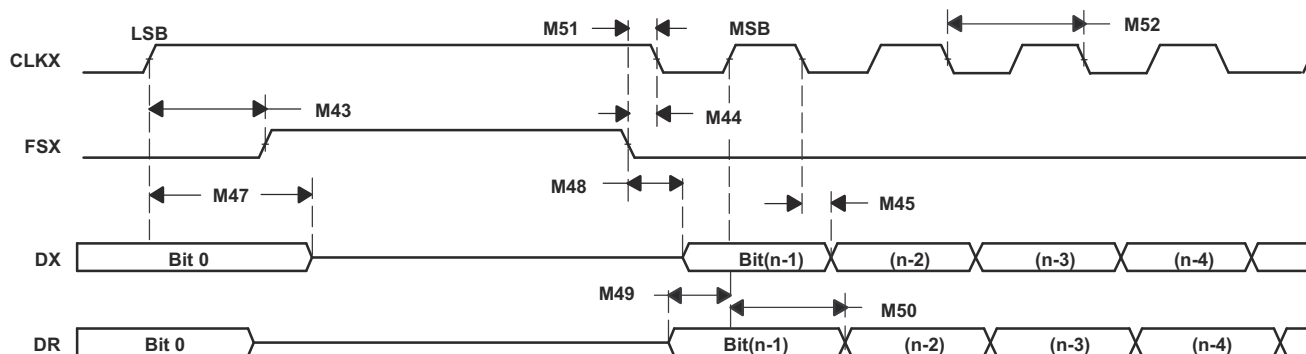 LSB
M51
MSB
M52
CLKX
M43
M44
FSX
M47
M48
M45
DX
Bit 0
Bit(n-1)
(n-2)
(n-3)
(n-4)
M49
M50
DR
Bit 0
Bit(n-1)
(n-2)
(n-3)
(n-4)